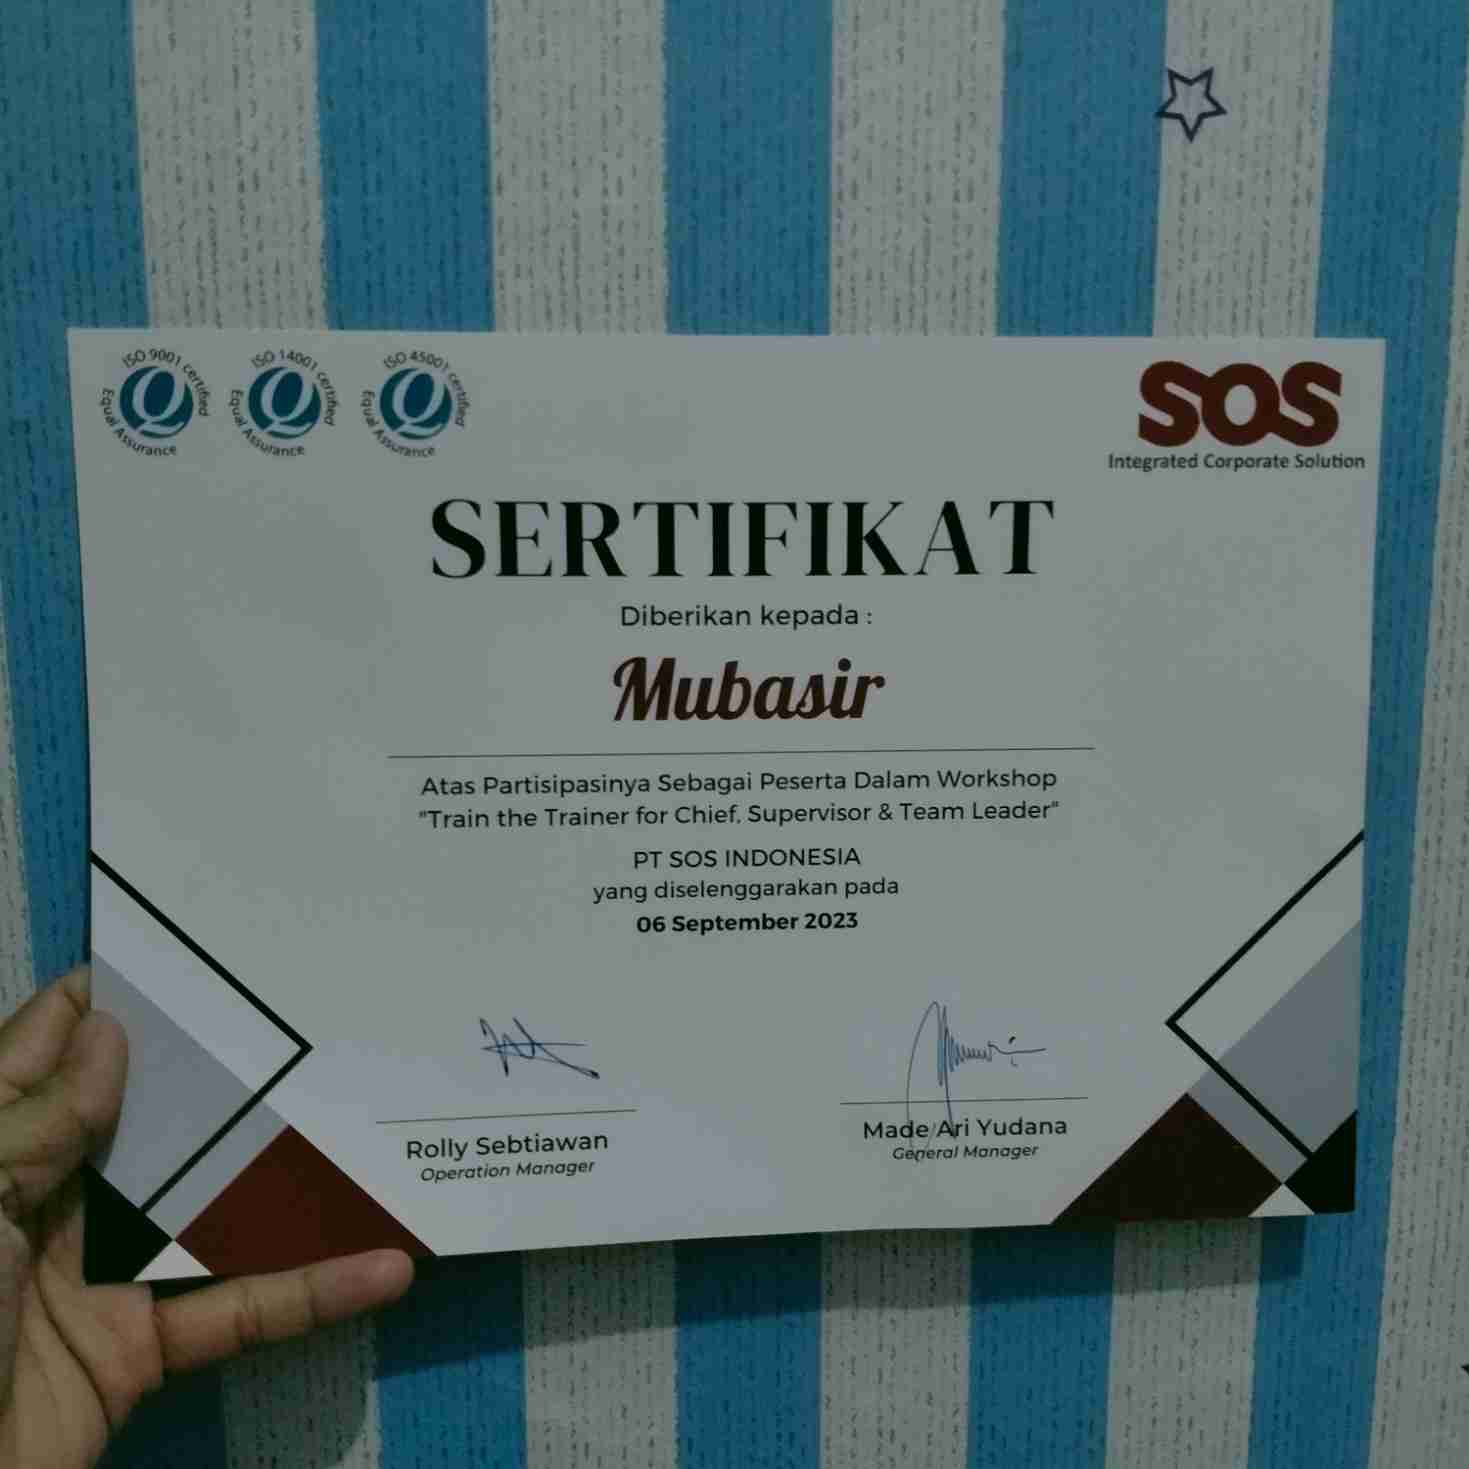 ISO 9001 certified
Equal Assurance
ISO 14001 certified
Equal Assurance
ISO 45001 certified
Equal Assurance
SOS
Integrated Corporate Solution
SERTIFIKAT
Diberikan kepada :
Mubasir
Atas Partisipasinya Sebagai Peserta Dalam Workshop
"Train the Trainer for Chief, Supervisor & Team Leader"
PT SOS INDONESIA
yang diselenggarakan pada
06 September 2023
Rolly Sebtiawan
Operation Manager
Made Ari Yudana
General Manager